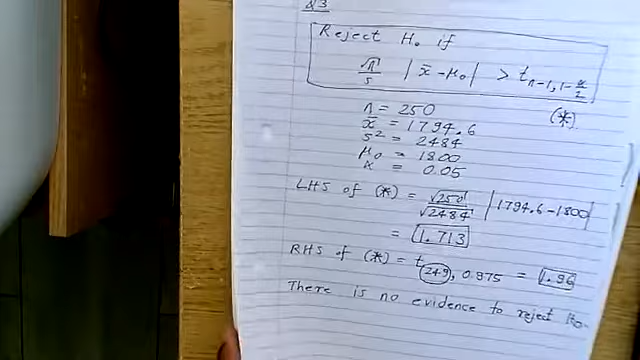 Q3
Reject H₀ if
√n/s |x̄ - μ₀| > t n-1, 1-α/2
(*)
n = 250
x̄ = 1794.6
s² = 2484
μ₀ = 1800
α = 0.05
LHS of (*) = √250/√2484 |1794.6-1800|
= 1.713
RHS of (*) = t 249, 0.975 = 1.96
There is no evidence to reject H₀.